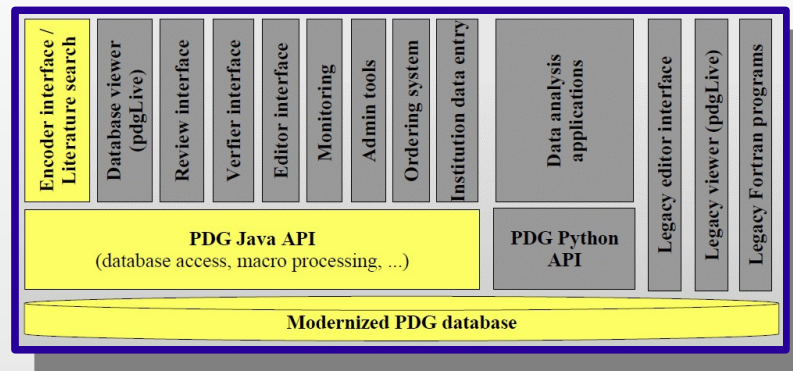 Encoder interface /
Literature search
Database viewer
(pdgLive)
Review interface
Verfier interface
Editor interface
Monitoring
Admin tools
Ordering system
Institution data entry
Data analysis
applications
Legacy editor interface
Legacy viewer (pdgLive)
Legacy Fortran programs
PDG Java API
(database access, macro processing, ...)
PDG Python
API
Modernized PDG database